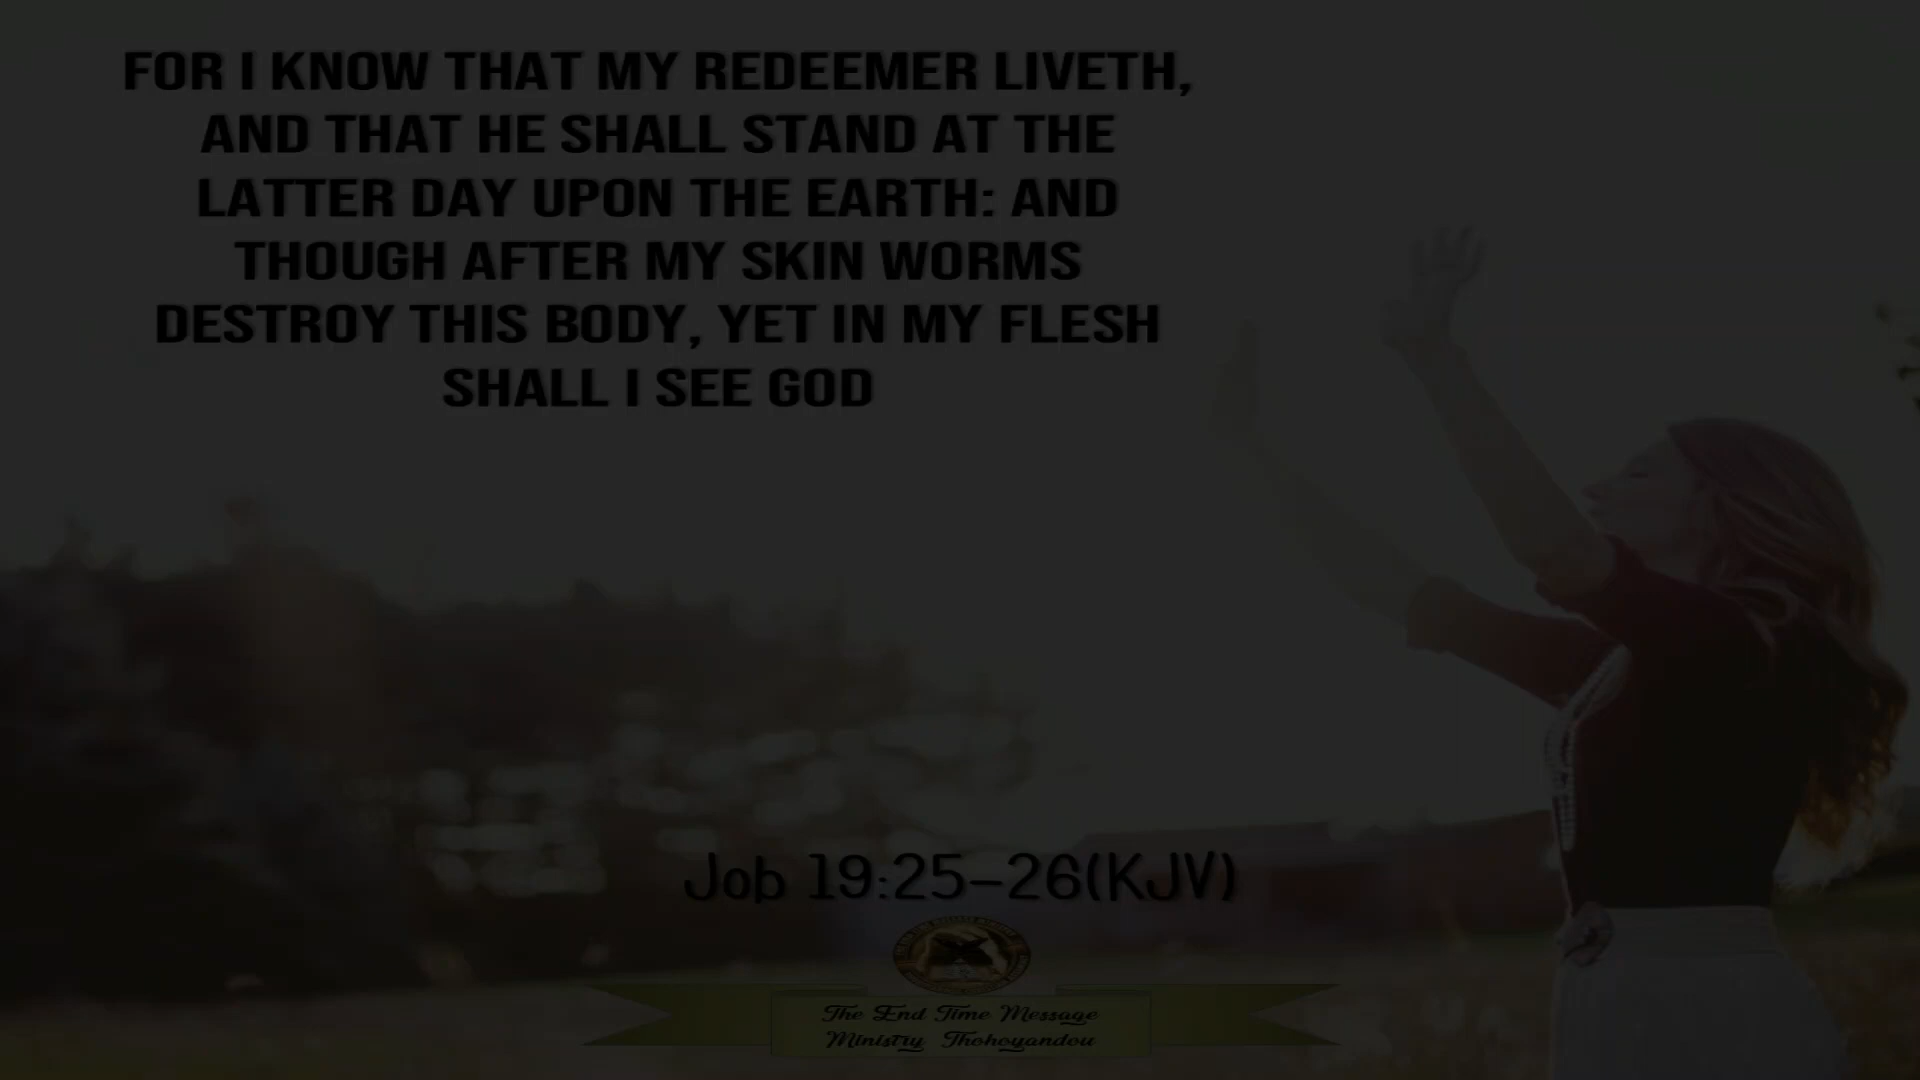 FOR I KNOW THAT MY REDEEMER LIVETH,
AND THAT HE SHALL STAND AT THE
LATTER DAY UPON THE EARTH: AND
THOUGH AFTER MY SKIN WORMS
DESTROY THIS BODY, YET IN MY FLESH
SHALL I SEE GOD
Job 19:25-26(KJV)
The End Time Message
Ministry Thohoyandou